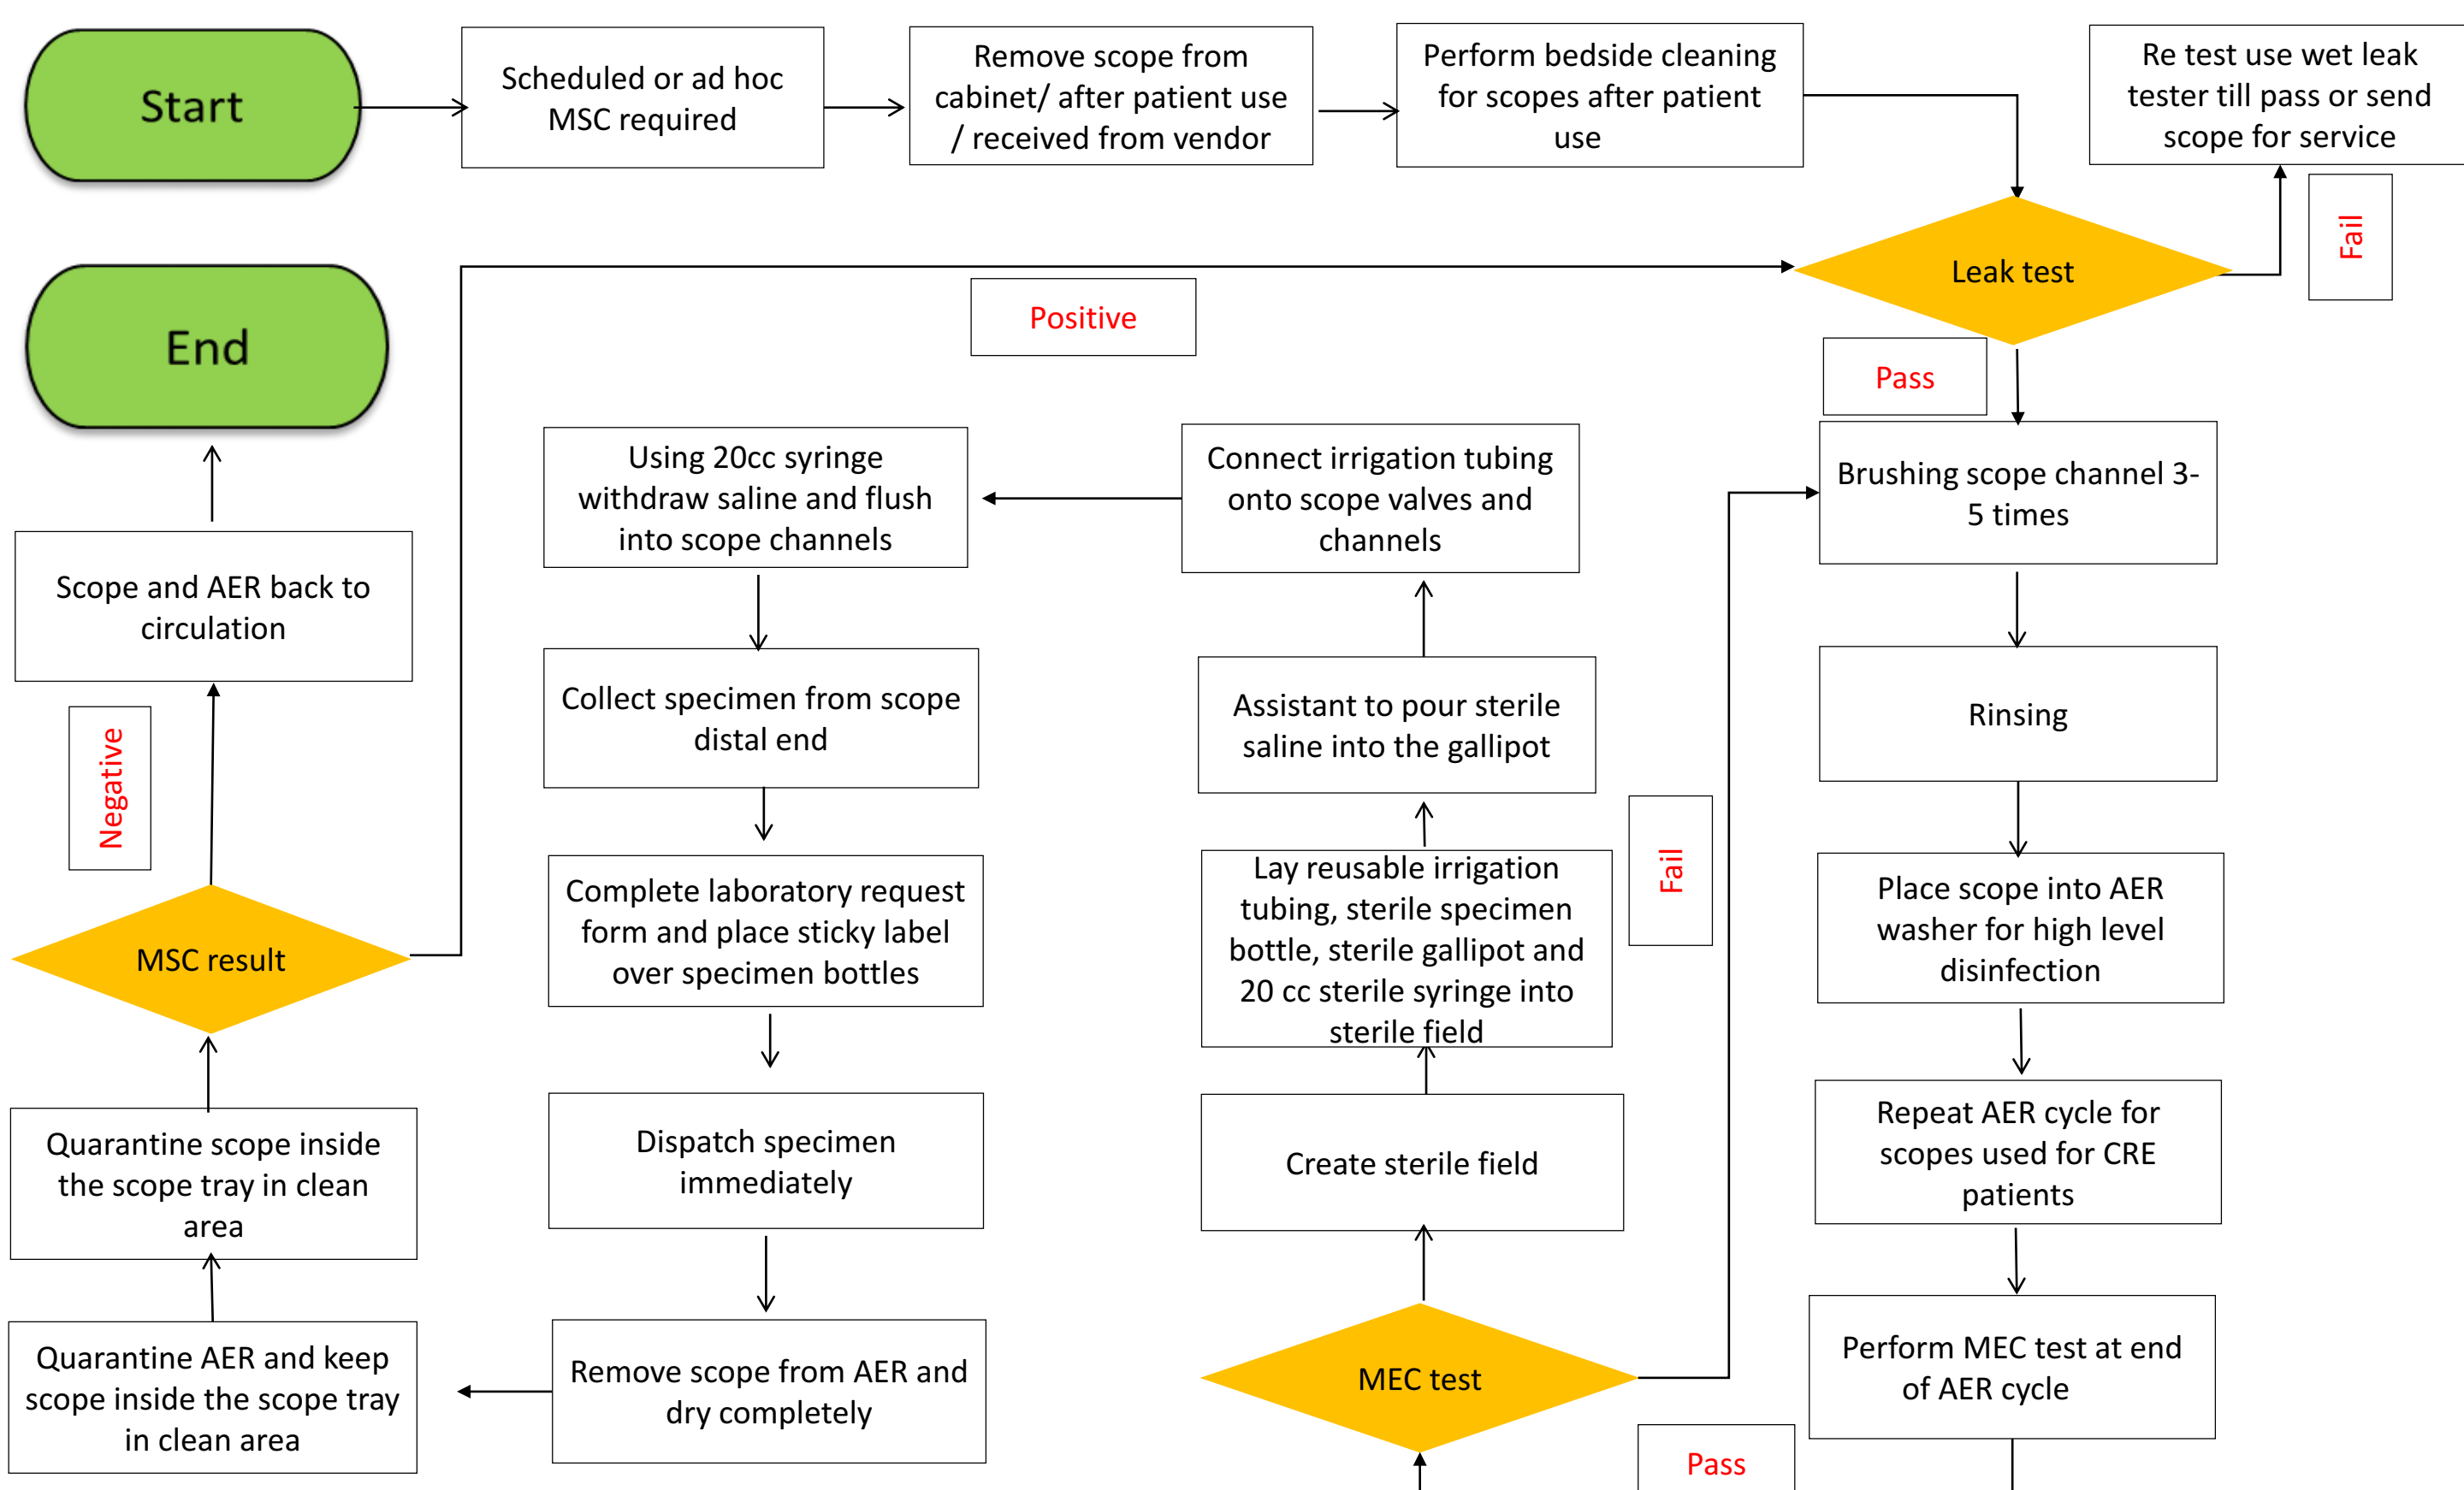 Start
Scheduled or ad hoc
MSC required
Remove scope from
cabinet/ after patient use
/ received from vendor
Perform bedside cleaning
for scopes after patient
use
Re test use wet leak
tester till pass or send
scope for service
Fail
Leak test
Positive
Pass
End
Brushing scope channel 3-
5 times
Rinsing
Place scope into AER
washer for high level
disinfection
Repeat AER cycle for
scopes used for CRE
patients
Perform MEC test at end
of AER cycle
Pass
MEC test
Fail
Create sterile field
Lay reusable irrigation
tubing, sterile specimen
bottle, sterile gallipot and
20 cc sterile syringe into
sterile field
Assistant to pour sterile
saline into the gallipot
Connect irrigation tubing
onto scope valves and
channels
Using 20cc syringe
withdraw saline and flush
into scope channels
Collect specimen from scope
distal end
Complete laboratory request
form and place sticky label
over specimen bottles
Dispatch specimen
immediately
Remove scope from AER and
dry completely
Quarantine AER and keep
scope inside the scope tray
in clean area
Quarantine scope inside
the scope tray in clean
area
MSC result
Negative
Scope and AER back to
circulation